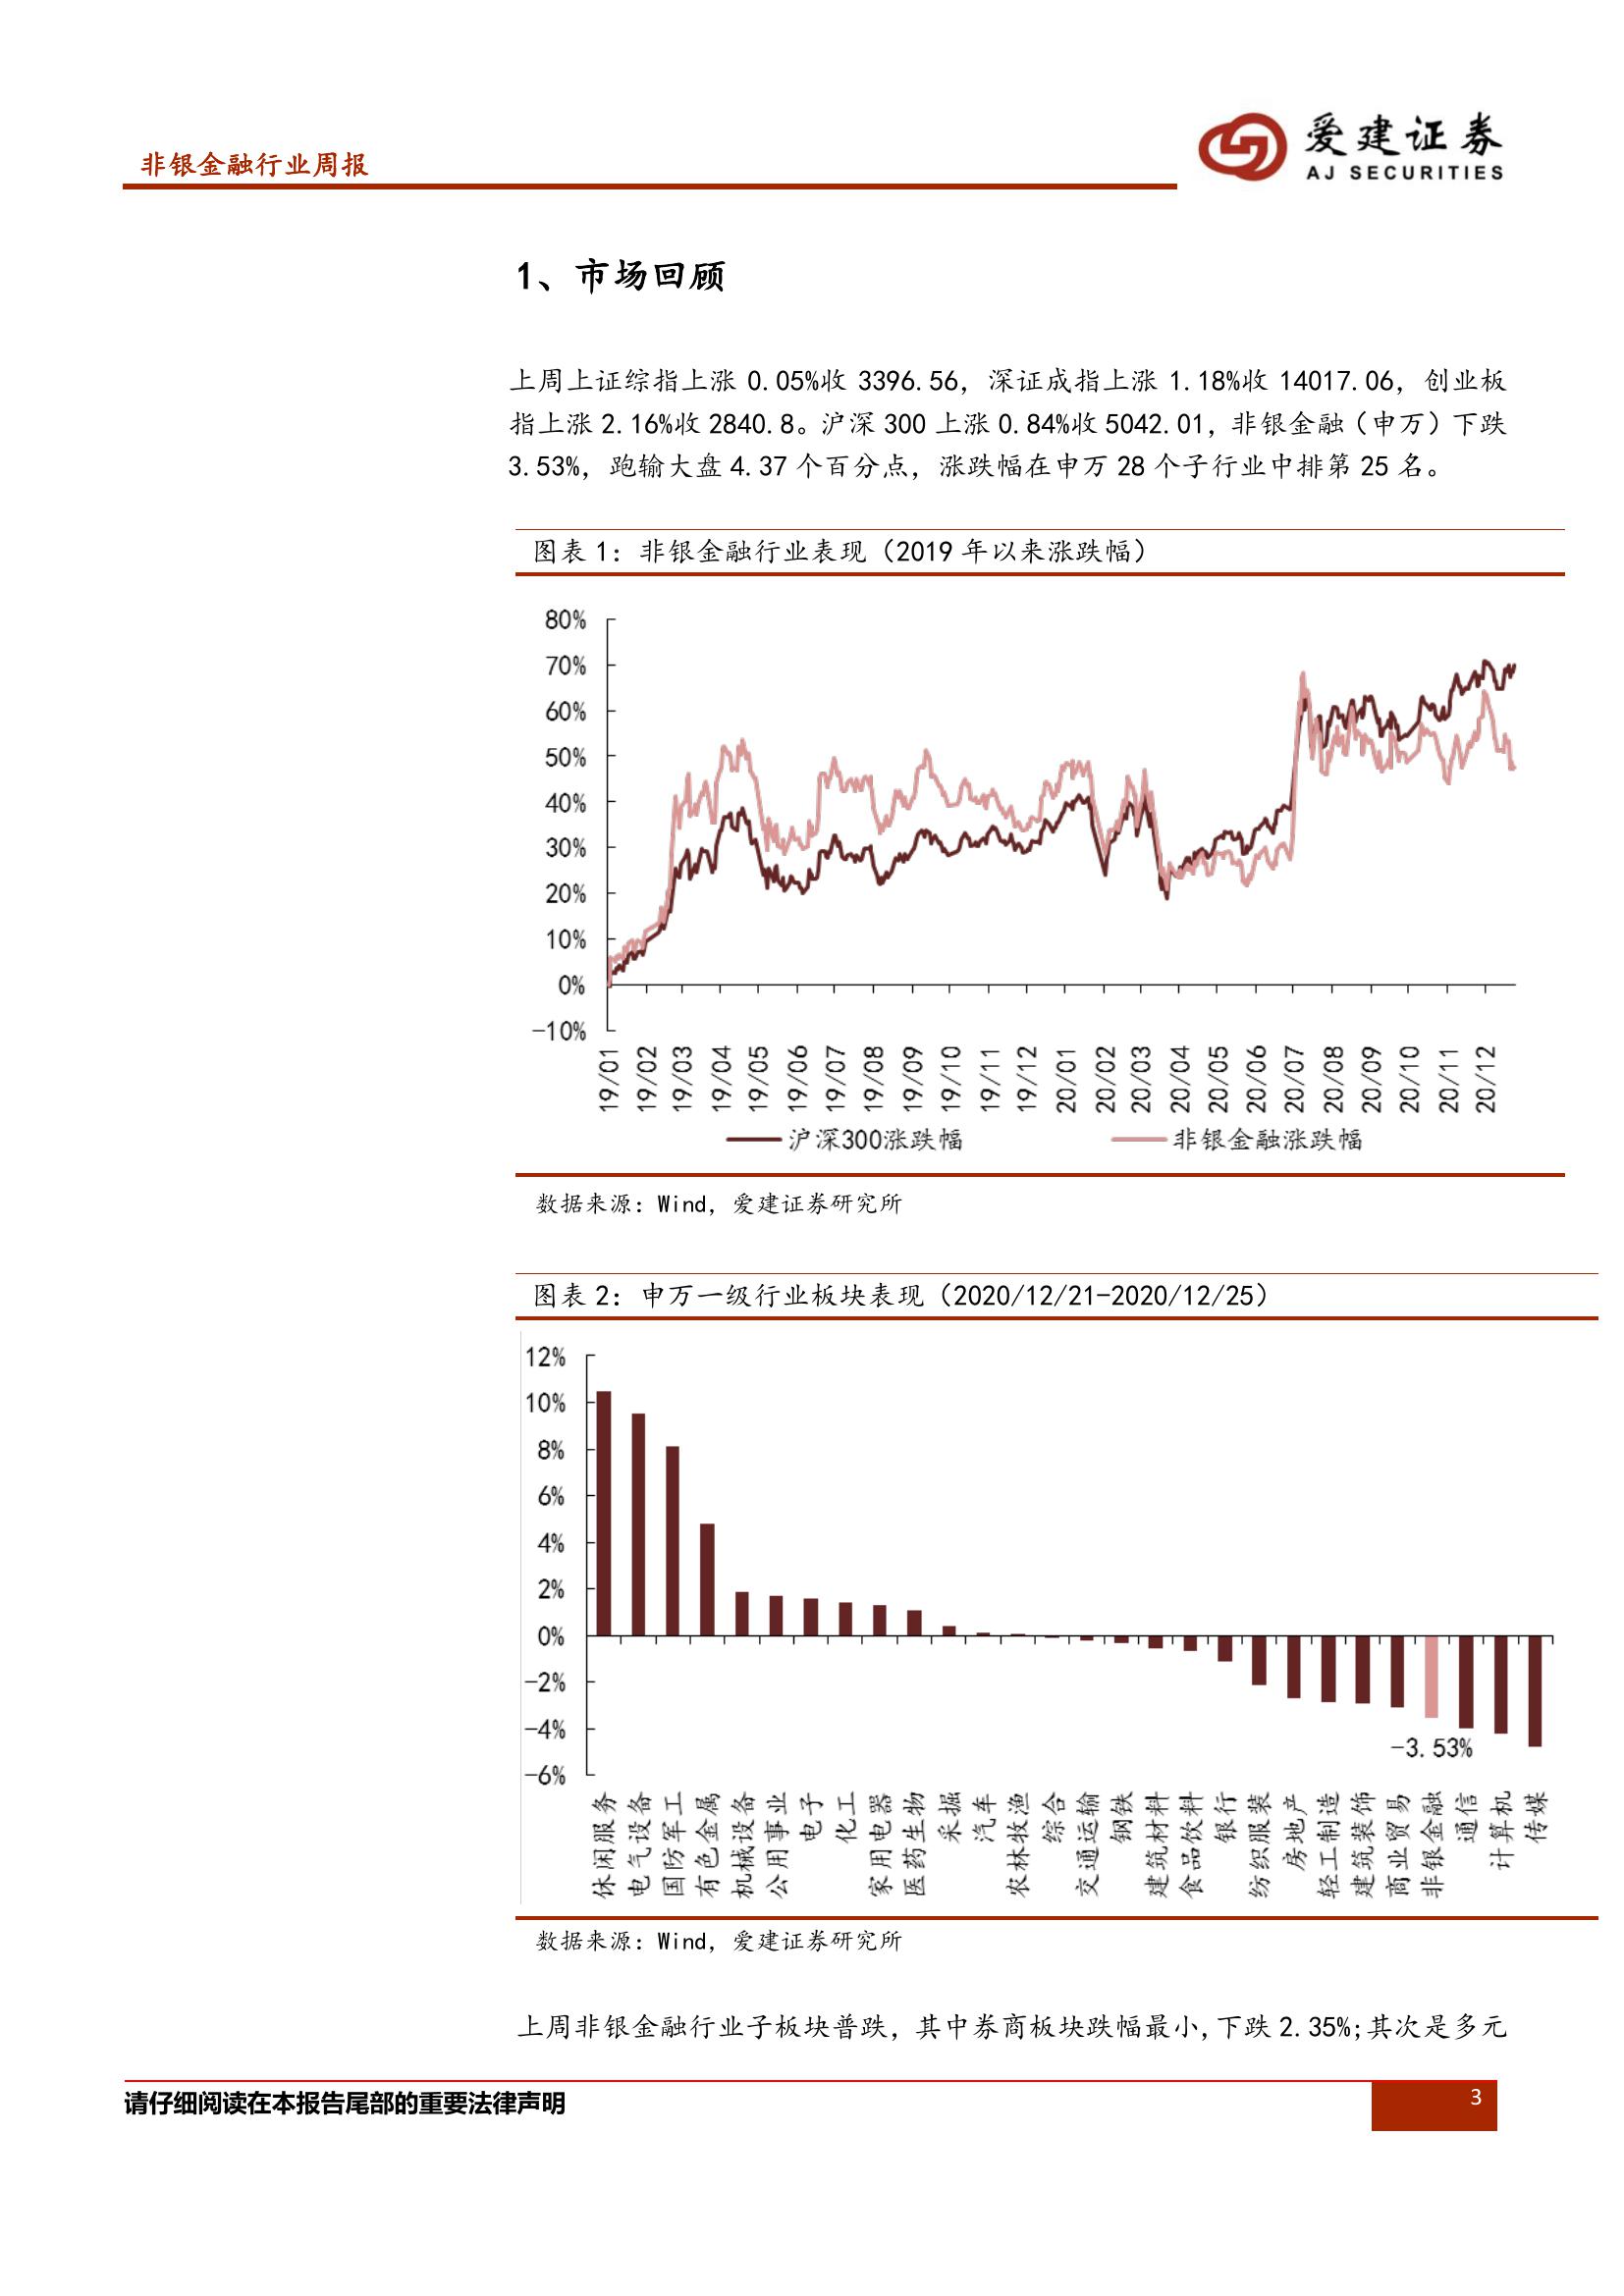 非银金融行业周报
爱建证券
AJ SECURITIES
1、市场回顾
上周上证综指上涨 0.05%收 3396.56，深证成指上涨 1.18%收 14017.06，创业板
指上涨 2.16%收 2840.8。沪深 300 上涨 0.84%收 5042.01，非银金融（申万）下跌
3.53%，跑输大盘 4.37 个百分点，涨跌幅在申万 28 个子行业中排第 25 名。
图表 1：非银金融行业表现（2019 年以来涨跌幅）
80%
70%
60%
50%
40%
30%
20%
10%
0%
-10%
19/01
19/02
19/03
19/04
19/05
19/06
19/07
19/08
19/09
19/10
19/11
19/12
20/01
20/02
20/03
20/04
20/05
20/06
20/07
20/08
20/09
20/10
20/11
20/12
沪深300涨跌幅
非银金融涨跌幅
数据来源：Wind，爱建证券研究所
图表 2：申万一级行业板块表现（2020/12/21-2020/12/25）
12%
10%
8%
6%
4%
2%
0%
-2%
-4%
-6%
-3.53%
休闲服务
电气设备
国防军工
有色金属
机械设备
公用事业
电子
化工
家用电器
医药生物
采掘
汽车
农林牧渔
综合
交通运输
钢铁
建筑材料
食品饮料
银行
纺织服装
房地产
轻工制造
建筑装饰
商业贸易
非银金融
通信
计算机
传媒
数据来源：Wind，爱建证券研究所
上周非银金融行业子板块普跌，其中券商板块跌幅最小,下跌 2.35%;其次是多元
请仔细阅读在本报告尾部的重要法律声明
3